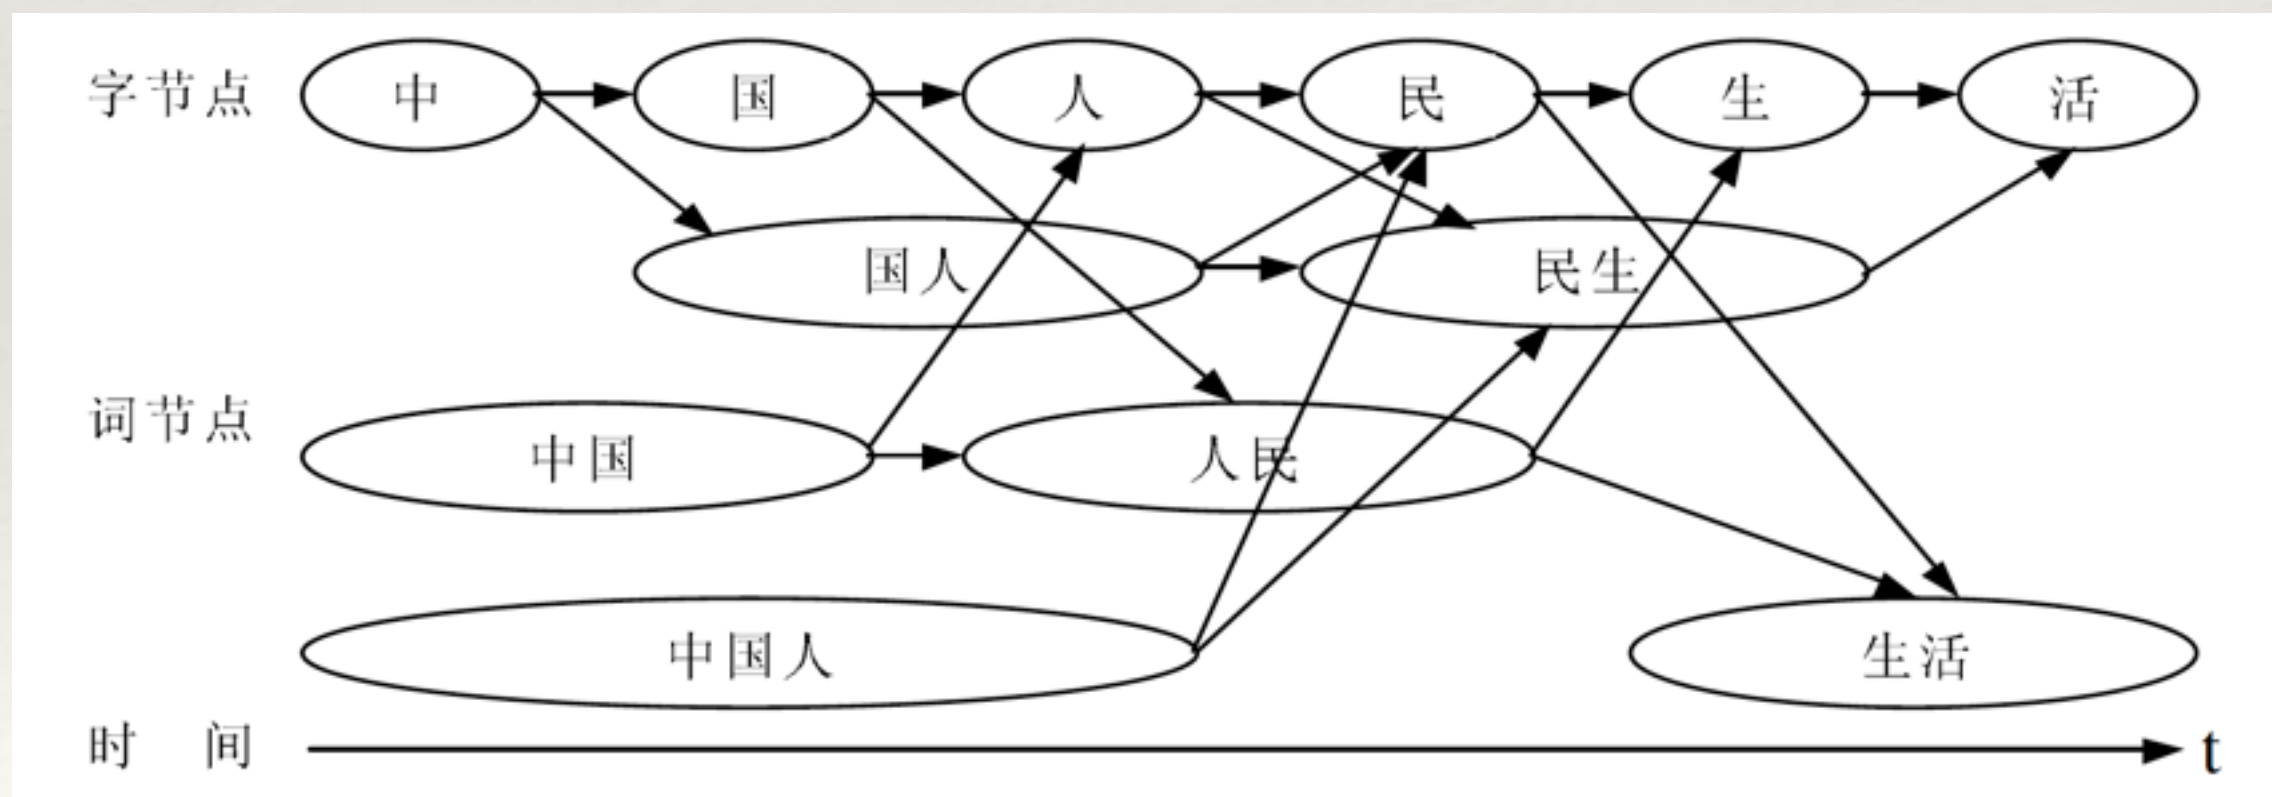 字节点 中 国 人 民 生 活
国人 民生
词节点
中国 人民
中国人 生活
时 间 t